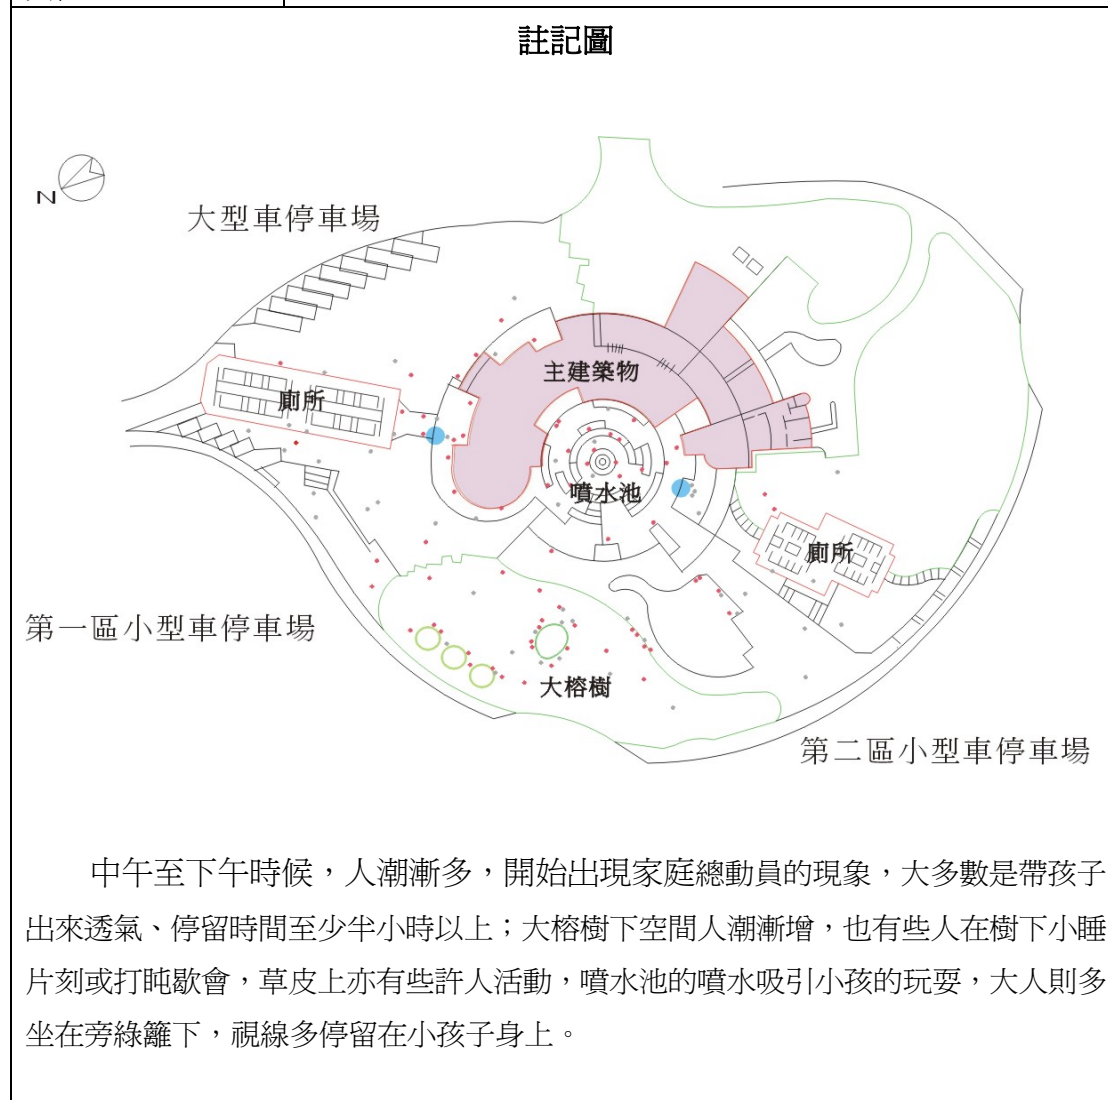 註記圖
N
大型車停車場
主建築物
廁所
噴水池
廁所
第一區小型車停車場
大榕樹
第二區小型車停車場
中午至下午時候,人潮漸多,開始出現家庭總動員的現象,大多數是帶孩子
出來透氣、停留時間至少半小時以上;大榕樹下空間人潮漸增,也有些人在樹下小睡
片刻或打盹歇會,草皮上亦有些許人活動,噴水池的噴水吸引小孩的玩耍,大人則多
坐在旁綠籬下,視線多停留在小孩子身上。